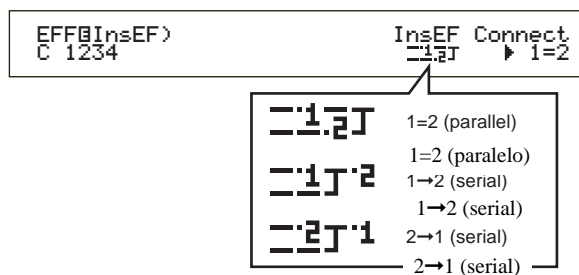 EFF InsEF) InsEF Connect
C 1234 1=2
1=2 (parallel)
1=2 (paralelo)
1→2 (serial)
1→2 (serial)
2→1 (serial)
2→1 (serial)